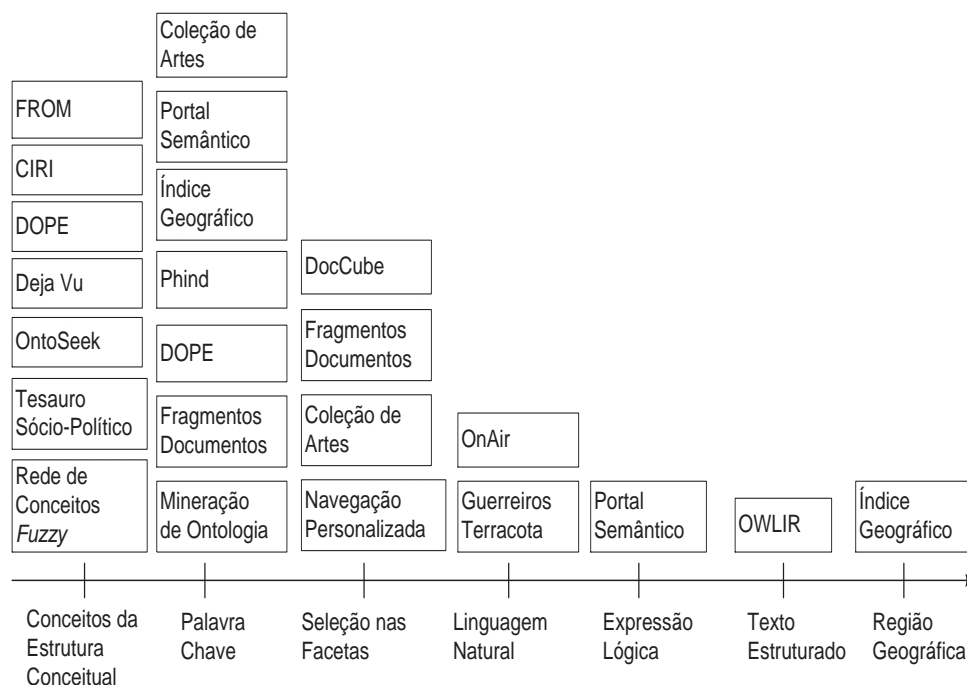 FROM
CIRI
DOPE
Deja Vu
OntoSeek
Tesauro
Sócio-Político
Rede de
Conceitos
Fuzzy
Coleção de
Artes
Portal
Semântico
Índice
Geográfico
Phind
DOPE
Fragmentos
Documentos
Mineração
de Ontologia
DocCube
Fragmentos
Documentos
Coleção de
Artes
Navegação
Personalizada
OnAir
Guerreiros
Terracota
Portal
Semântico
OWLIR
Índice
Geográfico
Conceitos da
Estrutura
Conceitual
Palavra
Chave
Seleção nas
Facetas
Linguagem
Natural
Expressão
Lógica
Texto
Estruturado
Região
Geográfica